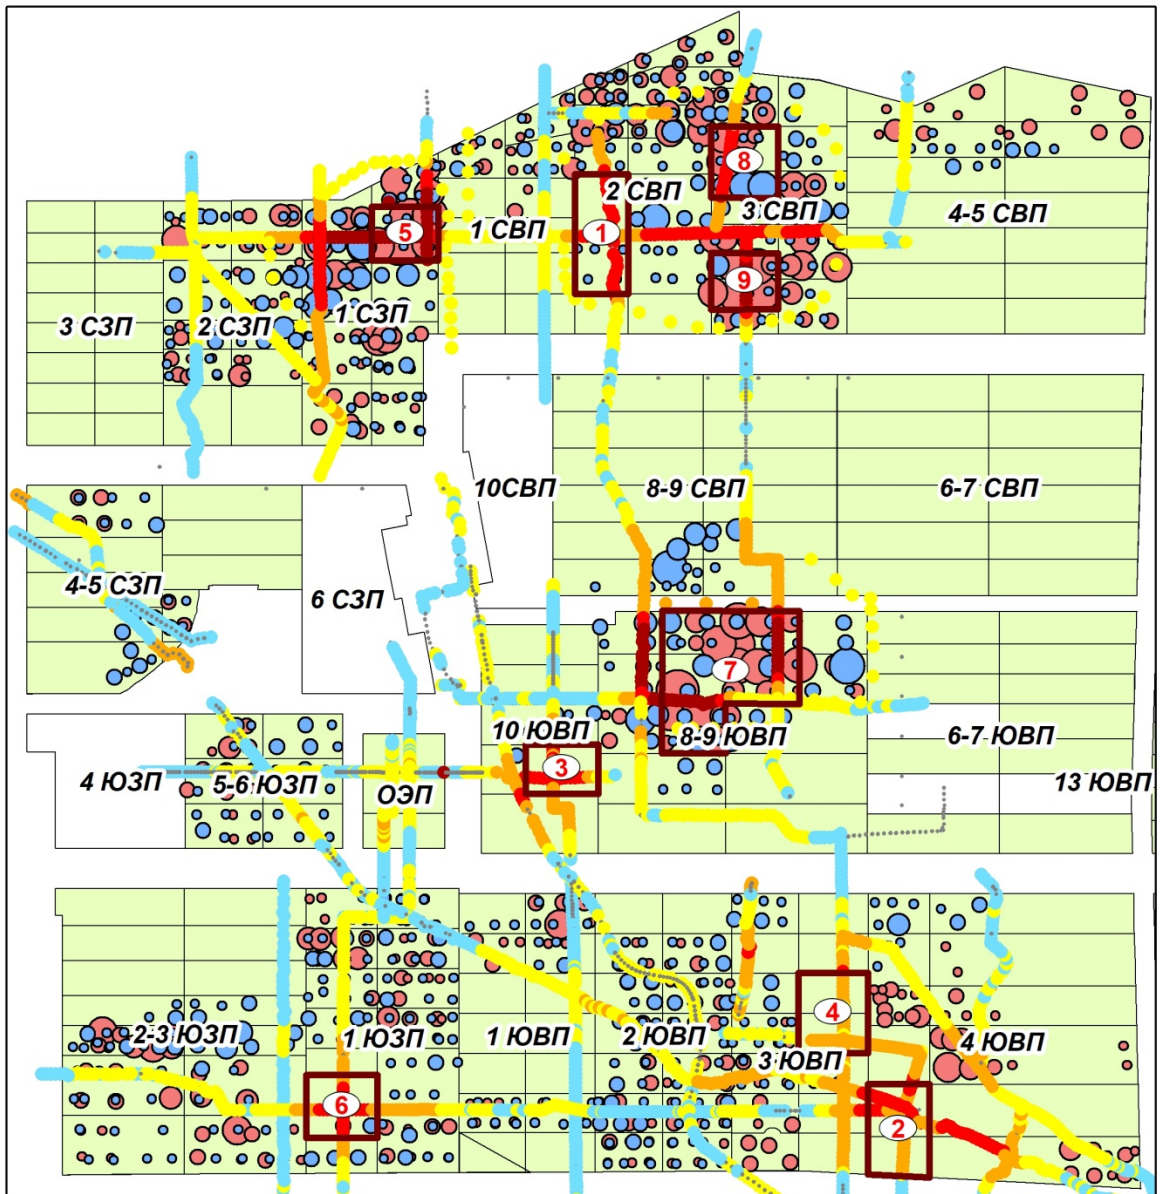 8
2 СВП
3 СВП
4-5 СВП
5
1 СВП
1
9
3 СЗП
2 СЗП
1 СЗП
10СВП
8-9 СВП
6-7 СВП
4-5 СЗП
6 СЗП
7
10 ЮВП
8-9 ЮВП
6-7 ЮВП
3
4 ЮЗП
5-6 ЮЗП
ОЭП
13 ЮВП
4
2-3 ЮЗП
1 ЮЗП
1 ЮВП
2 ЮВП
3 ЮВП
4 ЮВП
6
2